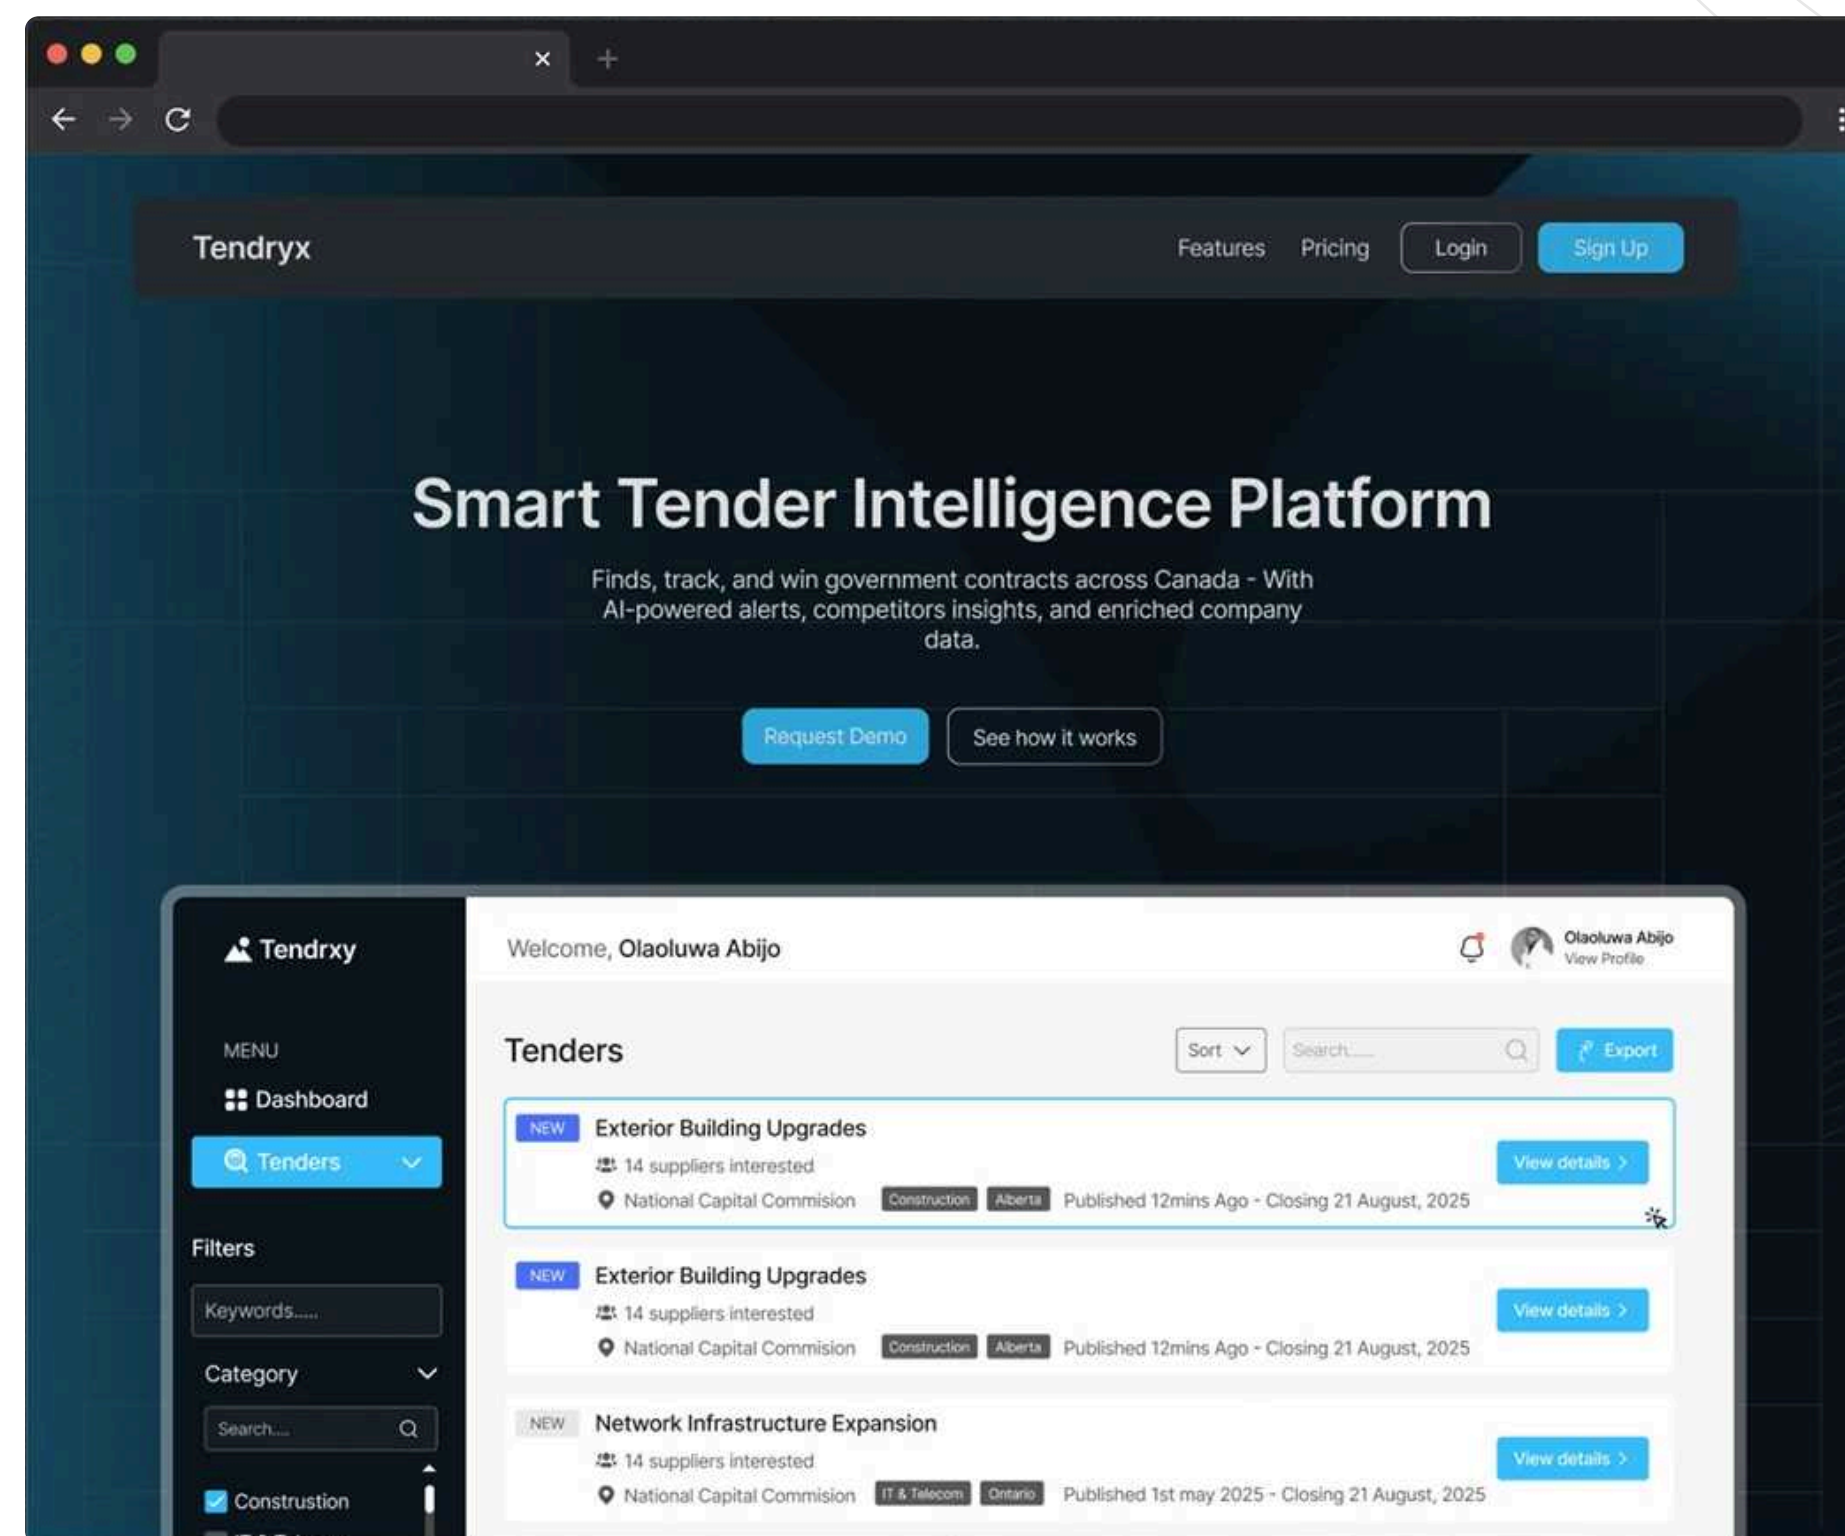 Tendryx
Features Pricing Login Sign Up
Smart Tender Intelligence Platform
Finds, track, and win government contracts across Canada - With
AI-powered alerts, competitors insights, and enriched company
data.
Request Demo See how it works
Tendrxy
Welcome, Olaoluwa Abijo
Olaoluwa Abijo
View Profile
MENU
Dashboard
Tenders
Filters
Keywords.....
Category
Search....
Construstion
Tenders
Sort Search...... Export
NEW Exterior Building Upgrades
14 suppliers interested
View details >
National Capital Commision Construction Alberta Published 12mins Ago - Closing 21 August, 2025
NEW Exterior Building Upgrades
14 suppliers interested
View details >
National Capital Commision Construction Alberta Published 12mins Ago - Closing 21 August, 2025
NEW Network Infrastructure Expansion
14 suppliers interested
View details >
National Capital Commision IT & Telecom Ontario Published 1st may 2025 - Closing 21 August, 2025